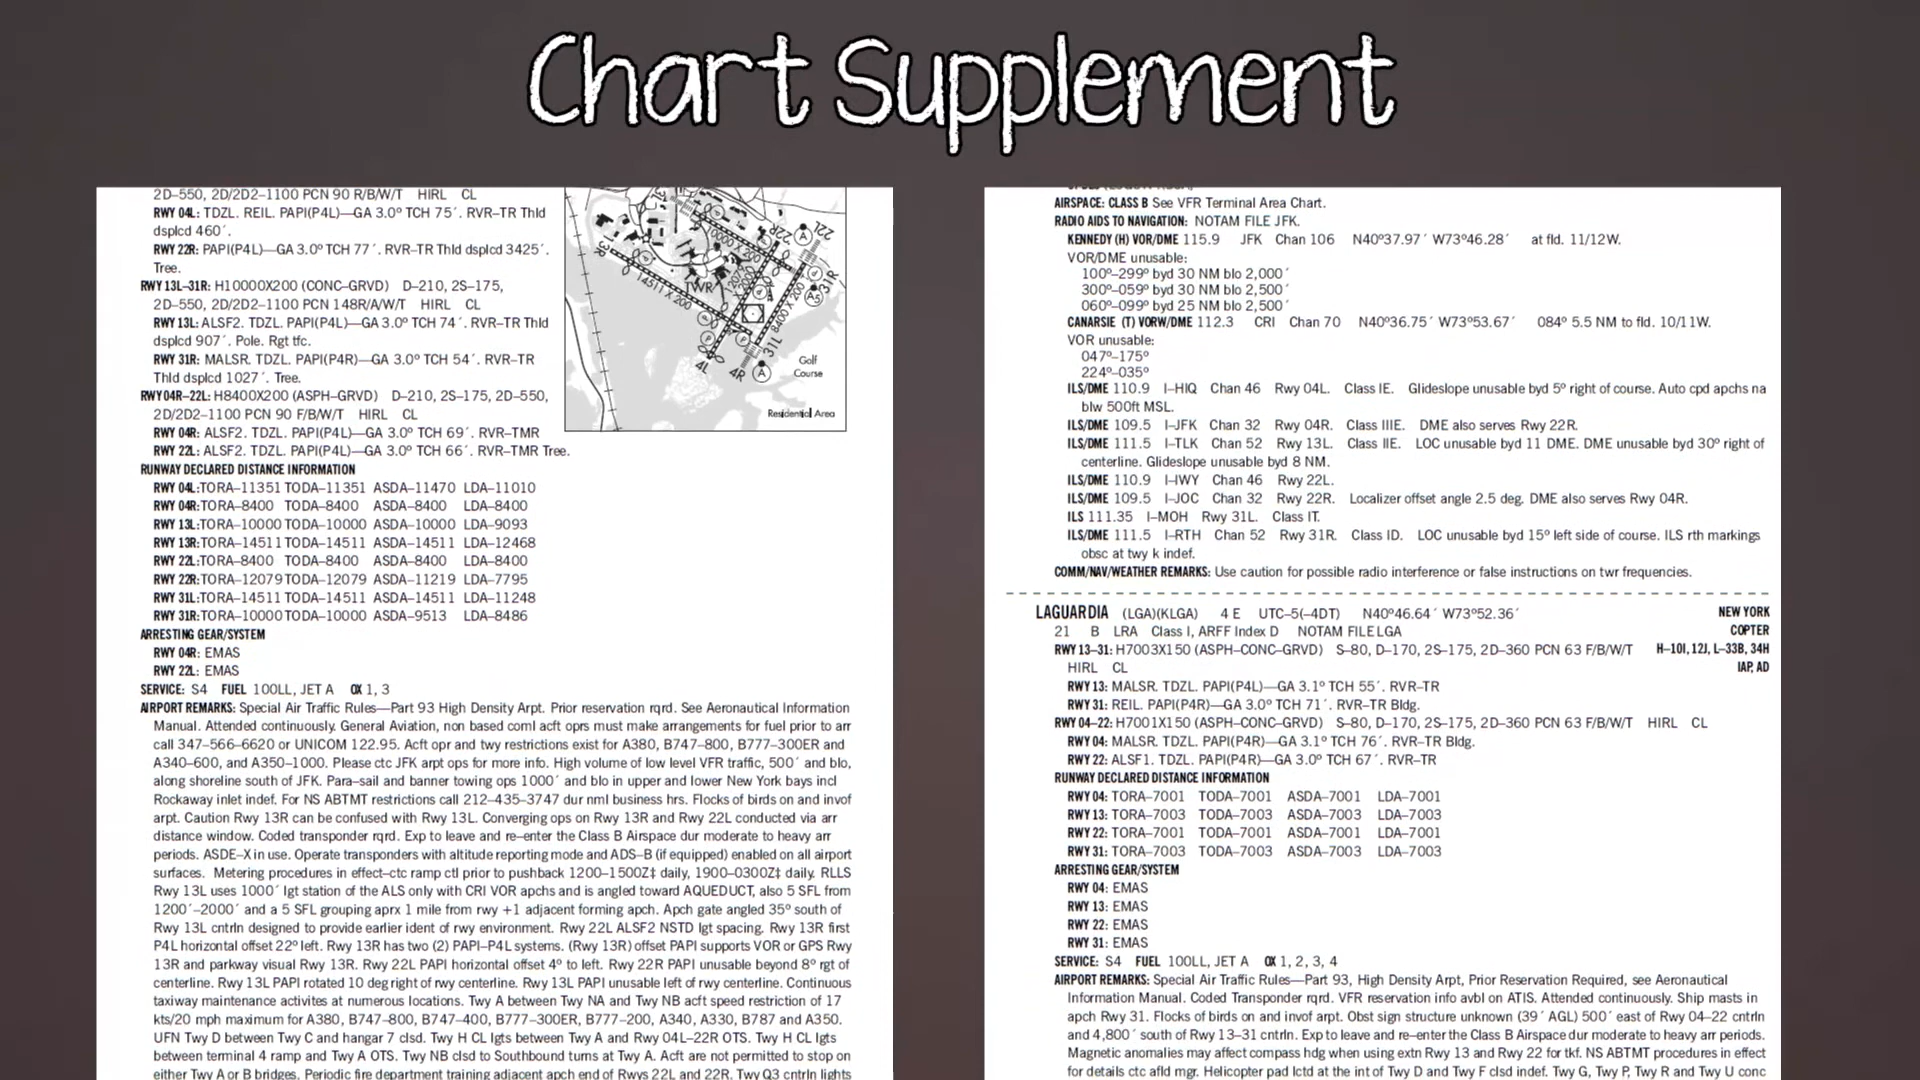 Chart Supplement
2D–550, 2D/2D2–1100 PCN 90 R/B/W/T HIRL CL
RWY 04L: TDZL. REIL. PAPI(P4L)—GA 3.0º TCH 75´. RVR–TR Thld
dsplcd 460´.
RWY 22R: PAPI(P4L)—GA 3.0º TCH 77´. RVR–TR Thld dsplcd 3425´.
Tree.
RWY 13L–31R: H10000X200 (CONC–GRVD) D–210, 2S–175,
2D–550, 2D/2D2–1100 PCN 148R/A/W/T HIRL CL
RWY 13L: ALSF2. TDZL. PAPI(P4L)—GA 3.0º TCH 74´. RVR–TR Thld
dsplcd 907´. Pole. Rgt tfc.
RWY 31R: MALSR. TDZL. PAPI(P4R)—GA 3.0º TCH 54´. RVR–TR
Thld dsplcd 1027´. Tree.
RWY 04R–22L: H8400X200 (ASPH–GRVD) D–210, 2S–175, 2D–550,
2D/2D2–1100 PCN 90 F/B/W/T HIRL CL
RWY 04R: ALSF2. TDZL. PAPI(P4L)—GA 3.0º TCH 69´. RVR–TMR
RWY 22L: ALSF2. TDZL. PAPI(P4L)—GA 3.0º TCH 66´. RVR–TMR Tree.
RUNWAY DECLARED DISTANCE INFORMATION
RWY 04L:TORA–11351 TODA–11351 ASDA–11470 LDA–11010
RWY 04R:TORA–8400 TODA–8400 ASDA–8400 LDA–8400
RWY 13L:TORA–10000 TODA–10000 ASDA–10000 LDA–9093
RWY 13R:TORA–14511 TODA–14511 ASDA–14511 LDA–12468
RWY 22L:TORA–8400 TODA–8400 ASDA–8400 LDA–8400
RWY 22R:TORA–12079 TODA–12079 ASDA–11219 LDA–7795
RWY 31L:TORA–14511 TODA–14511 ASDA–14511 LDA–11248
RWY 31R:TORA–10000 TODA–10000 ASDA–9513 LDA–8486
ARRESTING GEAR/SYSTEM
RWY 04R: EMAS
RWY 22L: EMAS
SERVICE: S4 FUEL 100LL, JET A OX 1, 3
AIRPORT REMARKS: Special Air Traffic Rules—Part 93 High Density Arpt. Prior reservation rqrd. See Aeronautical Information
Manual. Attended continuously. General Aviation, non based coml acft oprs must make arrangements for fuel prior to arr
call 347–566–6620 or UNICOM 122.95. Acft opr and twy restrictions exist for A380, B747–800, B777–300ER and
A340–600, and A350–1000. Please ctc JFK arpt ops for more info. High volume of low level VFR traffic, 500´ and blo,
along shoreline south of JFK. Para–sail and banner towing ops 1000´ and blo in upper and lower New York bays incl
Rockaway inlet indef. For NS ABTMT restrictions call 212–435–3747 dur nml business hrs. Flocks of birds on and invof
arpt. Caution Rwy 13R can be confused with Rwy 13L. Converging ops on Rwy 13R and Rwy 22L conducted via arr
distance window. Coded transponder rqrd. Exp to leave and re–enter the Class B Airspace dur moderate to heavy arr
periods. ASDE–X in use. Operate transponders with altitude reporting mode and ADS–B (if equipped) enabled on all airport
surfaces. Metering procedures in effect–ctc ramp ctl prior to pushback 1200–1500Z‡ daily, 1900–0300Z‡ daily. RLLS
Rwy 13L uses 1000´ lgt station of the ALS only with CRI VOR apchs and is angled toward AQUEDUCT, also 5 SFL from
1200´–2000´ and a 5 SFL grouping aprx 1 mile from rwy +1 adjacent forming apch. Apch gate angled 35º south of
Rwy 13L cntrln designed to provide earlier ident of rwy environment. Rwy 22L ALSF2 NSTD lgt spacing. Rwy 13R first
P4L horizontal offset 22º left. Rwy 13R has two (2) PAPI–P4L systems. (Rwy 13R) offset PAPI supports VOR or GPS Rwy
13R and parkway visual Rwy 13R. Rwy 22L PAPI horizontal offset 4º to left. Rwy 22R PAPI unusable beyond 8º rgt of
centerline. Rwy 13L PAPI rotated 10 deg right of rwy centerline. Rwy 13L PAPI unusable left of rwy centerline. Continuous
taxiway maintenance activites at numerous locations. Twy A between Twy NA and Twy NB acft speed restriction of 17
kts/20 mph maximum for A380, B747–800, B747–400, B777–300ER, B777–200, A340, A330, B787 and A350.
UFN Twy D between Twy C and hangar 7 clsd. Twy H CL lgts between Twy A and Rwy 04L–22R OTS. Twy H CL lgts
between terminal 4 ramp and Twy A OTS. Twy NB clsd to Southbound turns at Twy A. Acft are not permitted to stop on
either Twy A or B bridges. Periodic fire department training adjacent apch end of Rwys 22L and 22R. Twy Q3 cntrln lights
10000 X 200
22R
22L
A
TWR
14511 X 200
8400 X 200
31R
A5
31L
4L
4R
A
Golf
Course
Residential Area
AIRSPACE: CLASS B See VFR Terminal Area Chart.
RADIO AIDS TO NAVIGATION: NOTAM FILE JFK.
KENNEDY (H) VOR/DME 115.9 JFK Chan 106 N40º37.97´ W73º46.28´ at fld. 11/12W.
VOR/DME unusable:
100º–299º byd 30 NM blo 2,000´
300º–059º byd 30 NM blo 2,500´
060º–099º byd 25 NM blo 2,500´
CANARSIE (T) VORW/DME 112.3 CRI Chan 70 N40º36.75´ W73º53.67´ 084º 5.5 NM to fld. 10/11W.
VOR unusable:
047º–175º
224º–035º
ILS/DME 110.9 I–HIQ Chan 46 Rwy 04L. Class IE. Glideslope unusable byd 5º right of course. Auto cpd apchs na
blw 500ft MSL.
ILS/DME 109.5 I–JFK Chan 32 Rwy 04R. Class IIIE. DME also serves Rwy 22R.
ILS/DME 111.5 I–TLK Chan 52 Rwy 13L. Class IIE. LOC unusable byd 11 DME. DME unusable byd 30º right of
centerline. Glideslope unusable byd 8 NM.
ILS/DME 110.9 I–IWY Chan 46 Rwy 22L.
ILS/DME 109.5 I–JOC Chan 32 Rwy 22R. Localizer offset angle 2.5 deg. DME also serves Rwy 04R.
ILS 111.35 I–MOH Rwy 31L. Class IT.
ILS/DME 111.5 I–RTH Chan 52 Rwy 31R. Class ID. LOC unusable byd 15º left side of course. ILS rth markings
obsc at twy k indef.
COMM/NAV/WEATHER REMARKS: Use caution for possible radio interference or false instructions on twr frequencies.
LAGUARDIA (LGA)(KLGA) 4 E UTC–5(–4DT) N40º46.64´ W73º52.36´ NEW YORK
21 B LRA Class I, ARFF Index D NOTAM FILE LGA COPTER
RWY 13–31: H7003X150 (ASPH–CONC–GRVD) S–80, D–170, 2S–175, 2D–360 PCN 63 F/B/W/T H–10I, 12J, L–33B, 34H
HIRL CL IAP, AD
RWY 13: MALSR. TDZL. PAPI(P4L)—GA 3.1º TCH 55´. RVR–TR
RWY 31: REIL. PAPI(P4R)—GA 3.0º TCH 71´. RVR–TR Bldg.
RWY 04–22: H7001X150 (ASPH–CONC–GRVD) S–80, D–170, 2S–175, 2D–360 PCN 63 F/B/W/T HIRL CL
RWY 04: MALSR. TDZL. PAPI(P4R)—GA 3.1º TCH 76´. RVR–TR Bldg.
RWY 22: ALSF1. TDZL. PAPI(P4R)—GA 3.0º TCH 67´. RVR–TR
RUNWAY DECLARED DISTANCE INFORMATION
RWY 04: TORA–7001 TODA–7001 ASDA–7001 LDA–7001
RWY 13: TORA–7003 TODA–7003 ASDA–7003 LDA–7003
RWY 22: TORA–7001 TODA–7001 ASDA–7001 LDA–7001
RWY 31: TORA–7003 TODA–7003 ASDA–7003 LDA–7003
ARRESTING GEAR/SYSTEM
RWY 04: EMAS
RWY 13: EMAS
RWY 22: EMAS
RWY 31: EMAS
SERVICE: S4 FUEL 100LL, JET A OX 1, 2, 3, 4
AIRPORT REMARKS: Special Air Traffic Rules—Part 93, High Density Arpt, Prior Reservation Required, see Aeronautical
Information Manual. Coded Transponder rqrd. VFR reservation info avbl on ATIS. Attended continuously. Ship masts in
apch Rwy 31. Flocks of birds on and invof arpt. Obst sign structure unknown (39´ AGL) 500´ east of Rwy 04–22 cntrln
and 4,800´ south of Rwy 13–31 cntrln. Exp to leave and re–enter the Class B Airspace dur moderate to heavy arr periods.
Magnetic anomalies may affect compass hdg when using extn Rwy 13 and Rwy 22 for tkf. NS ABTMT procedures in effect
for details ctc afld mgr. Helicopter pad lctd at the int of Twy D and Twy F clsd indef. Twy G, Twy P, Twy R and Twy U conc